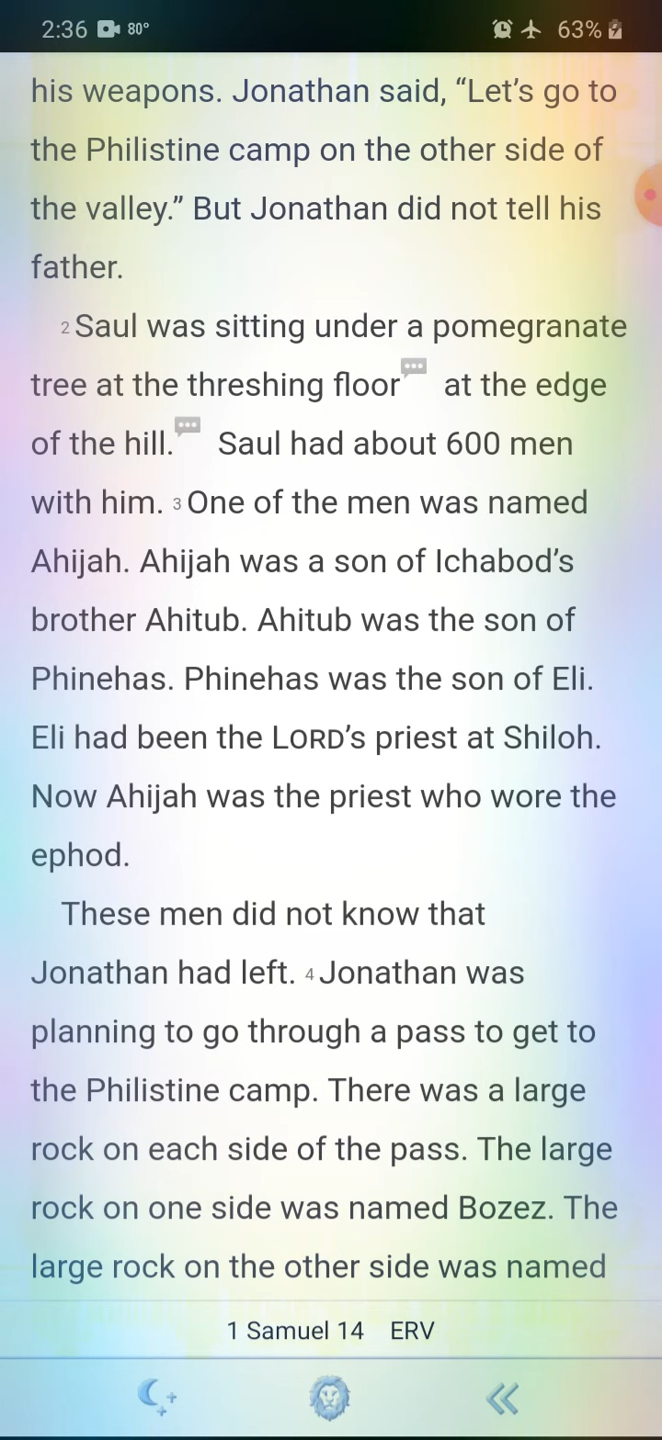 2:36 80° 63%
his weapons. Jonathan said, “Let’s go to
the Philistine camp on the other side of
the valley.” But Jonathan did not tell his
father.
2 Saul was sitting under a pomegranate
tree at the threshing floor at the edge
of the hill. Saul had about 600 men
with him. 3 One of the men was named
Ahijah. Ahijah was a son of Ichabod’s
brother Ahitub. Ahitub was the son of
Phinehas. Phinehas was the son of Eli.
Eli had been the LORD’s priest at Shiloh.
Now Ahijah was the priest who wore the
ephod.
These men did not know that
Jonathan had left. 4 Jonathan was
planning to go through a pass to get to
the Philistine camp. There was a large
rock on each side of the pass. The large
rock on one side was named Bozez. The
large rock on the other side was named
1 Samuel 14 ERV